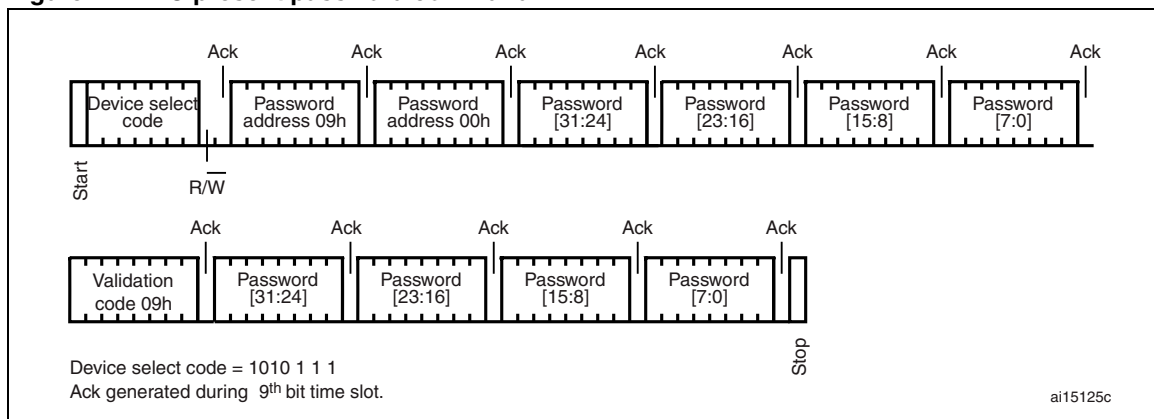 Ack Ack Ack Ack Ack Ack Ack
Device select code
Password address 09h
Password address 00h
Password [31:24]
Password [23:16]
Password [15:8]
Password [7:0]
Start
R/W
Ack Ack Ack Ack Ack
Validation code 09h
Password [31:24]
Password [23:16]
Password [15:8]
Password [7:0]
Stop
Device select code = 1010 1 1 1
Ack generated during 9th bit time slot.
ai15125c